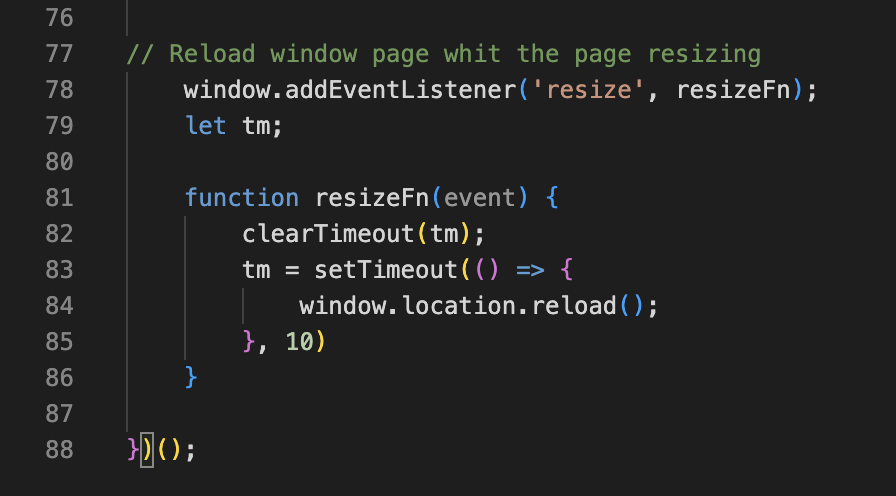 76
77 // Reload window page whit the page resizing
78 window.addEventListener('resize', resizeFn);
79 let tm;
80
81 function resizeFn(event) {
82 clearTimeout(tm);
83 tm = setTimeout(() => {
84 window.location.reload();
85 }, 10)
86 }
87
88 })();